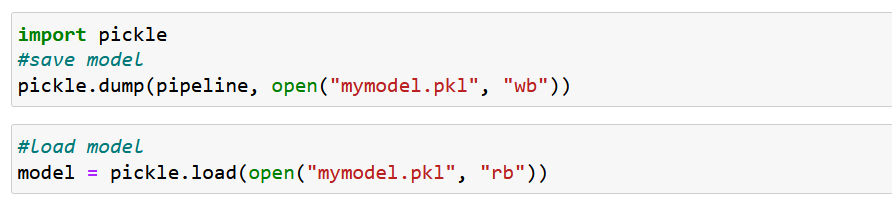 import pickle
#save model
pickle.dump(pipeline, open("mymodel.pkl", "wb"))
#load model
model = pickle.load(open("mymodel.pkl", "rb"))